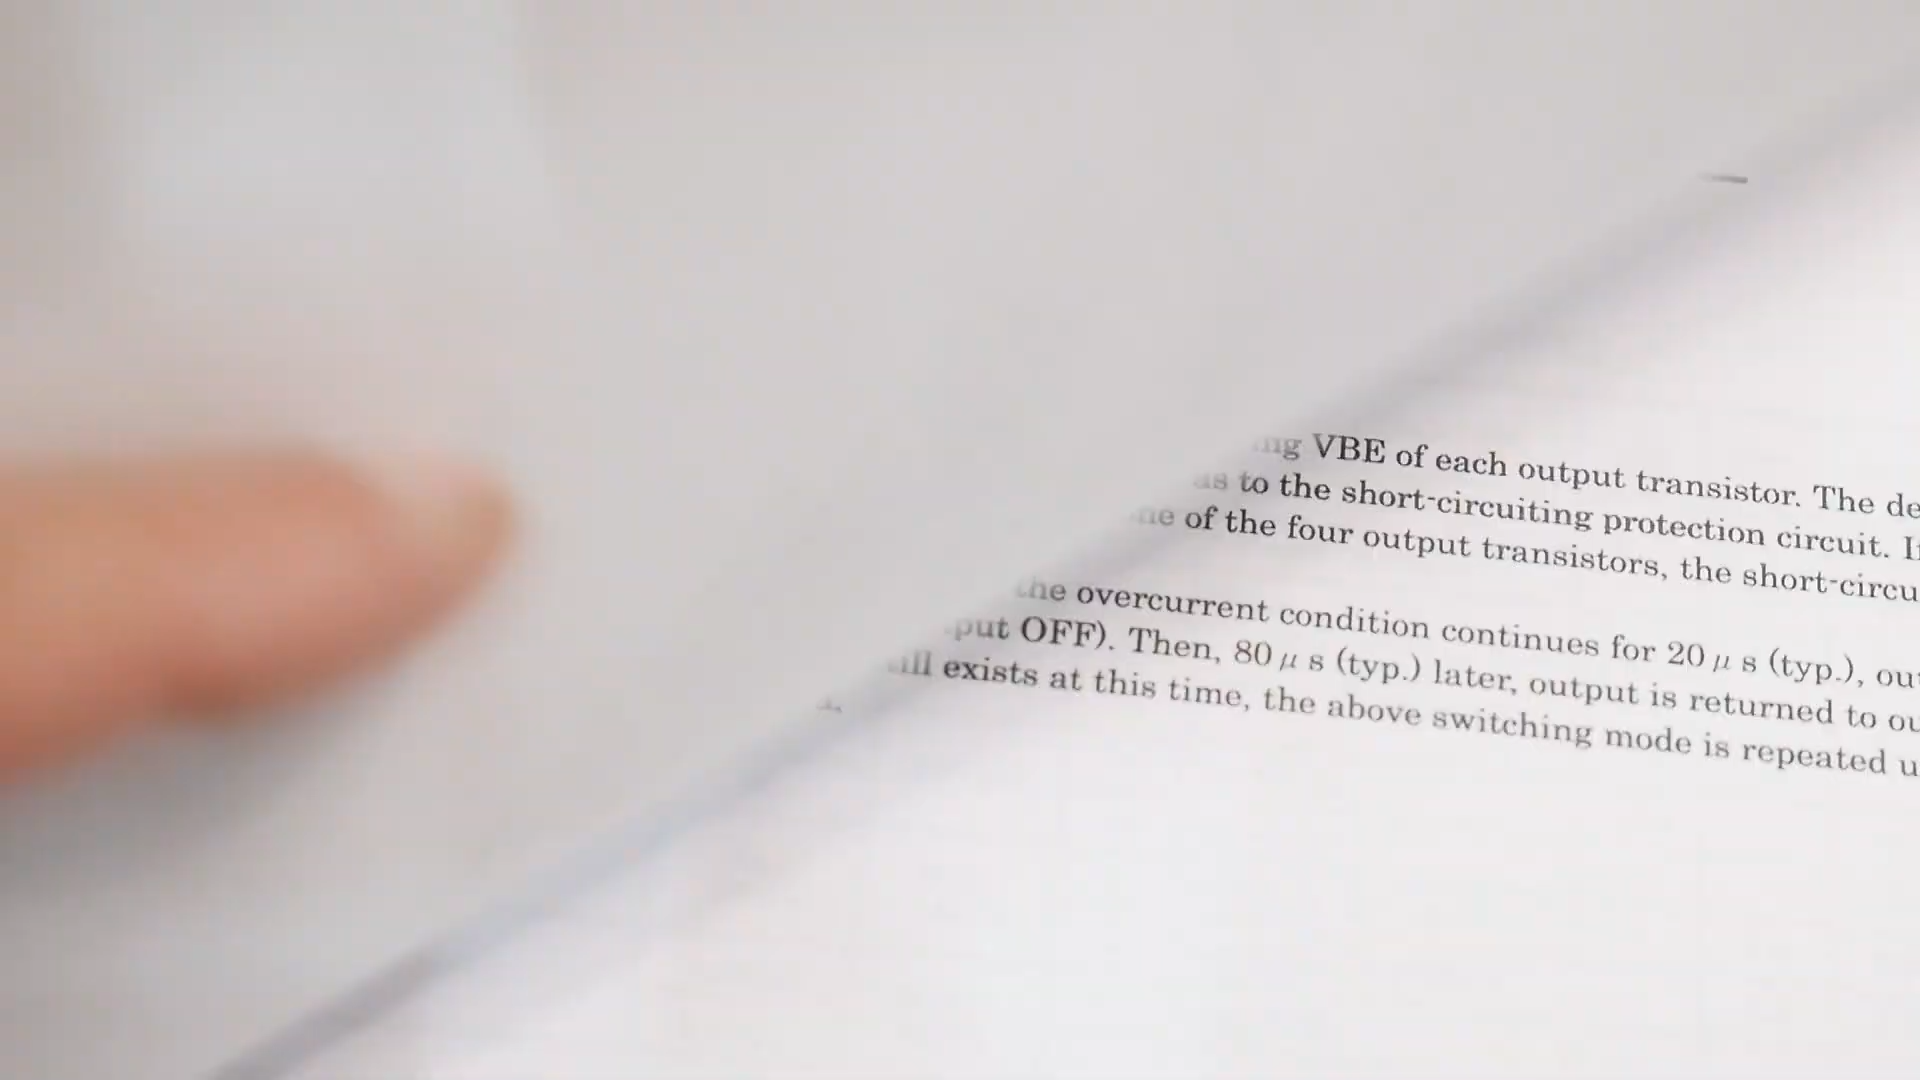 VBE of each output transistor. The de
to the short-circuiting protection circuit.
of the four output transistors, the short-circu
the overcurrent condition continues for 20 μ s (typ.), out
put OFF). Then, 80 μ s (typ.) later, output is returned to ou
exists at this time, the above switching mode is repeated u